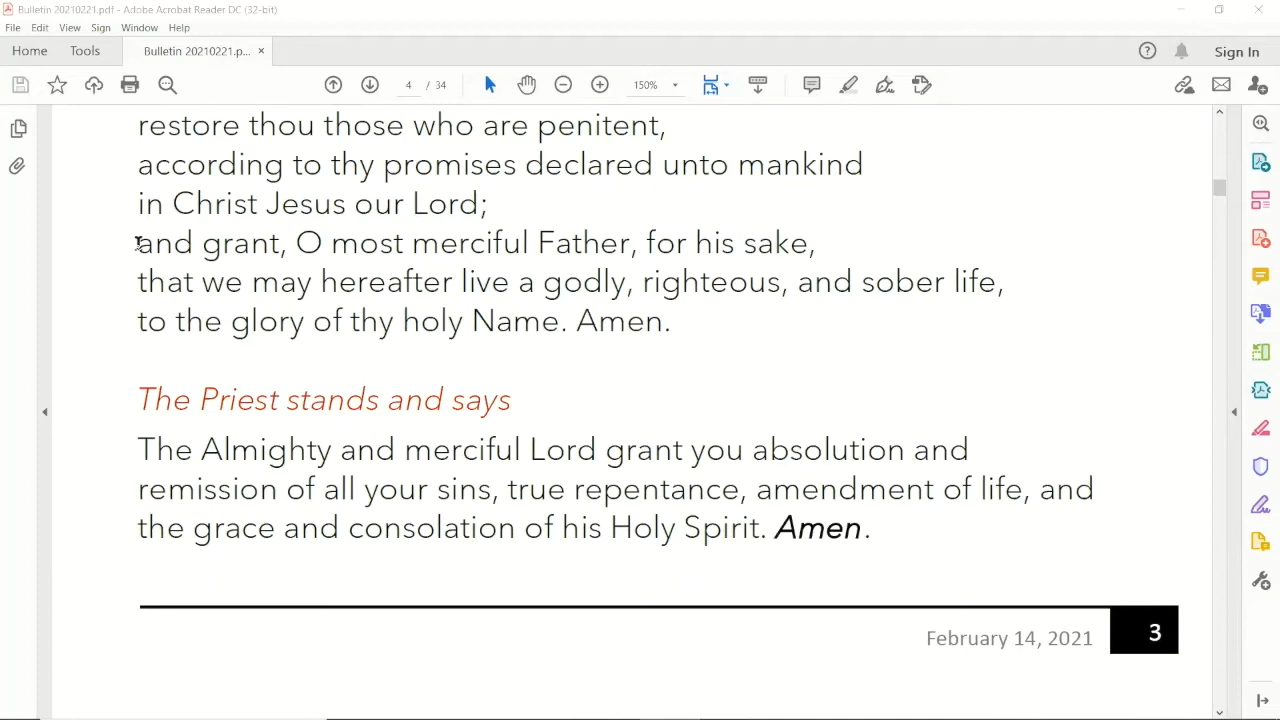 Bulletin 20210221.pdf - Adobe Acrobat Reader DC (32-bit)
File Edit View Sign Window Help
Home Tools Bulletin 20210221.p... × Sign In
4 / 34 150%
restore thou those who are penitent,
according to thy promises declared unto mankind
in Christ Jesus our Lord;
and grant, O most merciful Father, for his sake,
that we may hereafter live a godly, righteous, and sober life,
to the glory of thy holy Name. Amen.
The Priest stands and says
The Almighty and merciful Lord grant you absolution and
remission of all your sins, true repentance, amendment of life, and
the grace and consolation of his Holy Spirit. Amen.
February 14, 2021 3